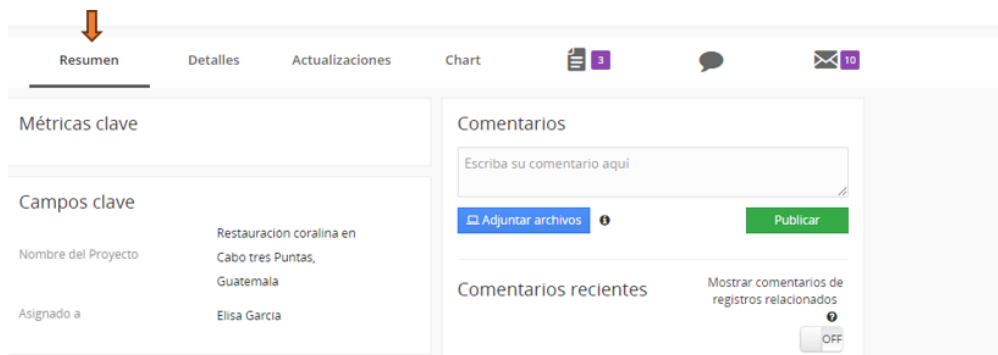 Resumen
Detalles
Actualizaciones
Chart
3
10
Métricas clave
Campos clave
Nombre del Proyecto
Restauración coralina en
Cabo tres Puntas,
Guatemala
Asignado a
Elisa Garcia
Comentarios
Escriba su comentario aquí
Adjuntar archivos
Publicar
Comentarios recientes
Mostrar comentarios de
registros relacionados
OFF